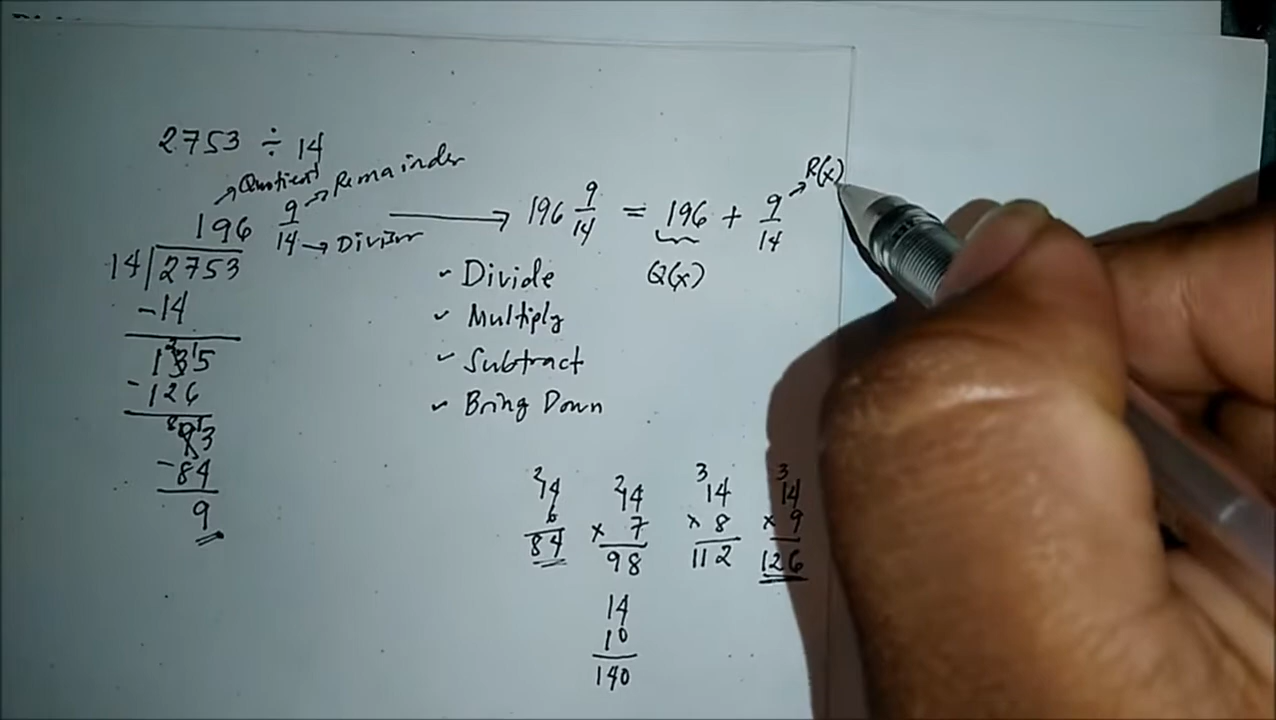 2753 ÷ 14
Quotient Remainder
196 9/14 Divisor
196 9/14 = 196 + 9/14 R(x)
Q(x)
14 2753
-14
135
-126
93
-84
9
Divide
Multiply
Subtract
Bring Down
14
6
84
14
× 7
98
14
× 8
112
14
× 9
126
14
10
140